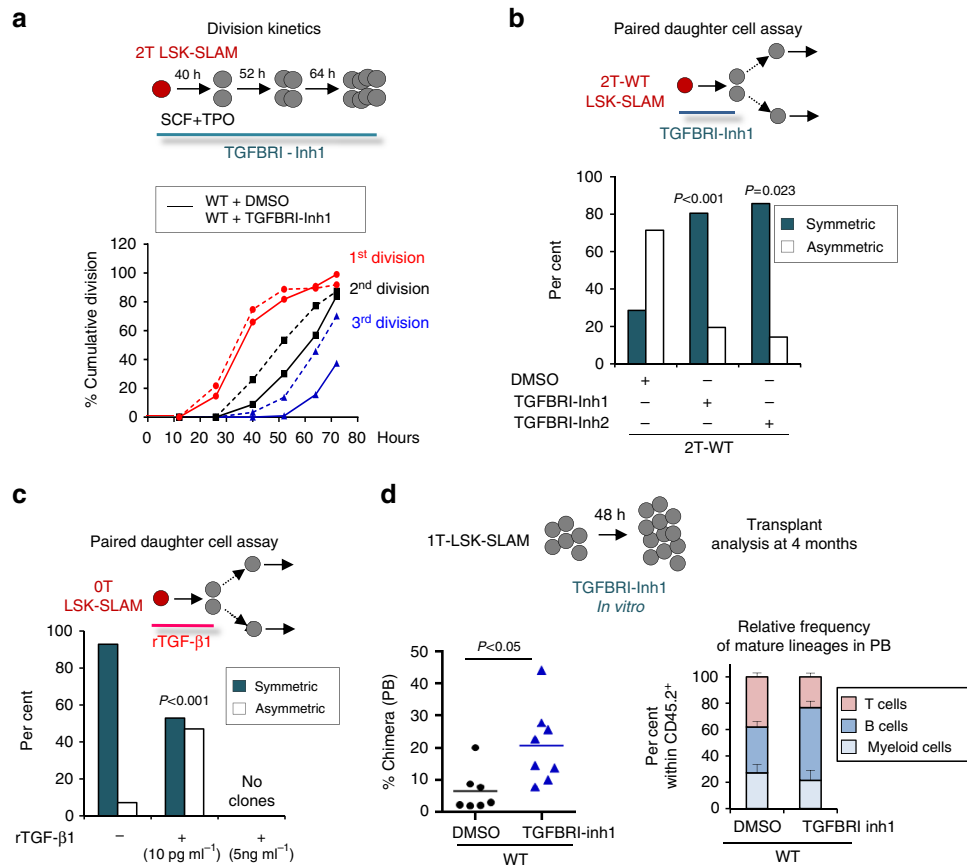 a
Division kinetics
2T LSK-SLAM
40 h 52 h 64 h
SCF+TPO
TGFBRI - Inh1
WT + DMSO
WT + TGFBRI-Inh1
% Cumulative division
120
100
80
60
40
20
0
0 10 20 30 40 50 60 70 80 Hours
1st division
2nd division
3rd division
b
Paired daughter cell assay
2T-WT
LSK-SLAM
TGFBRI-Inh1
Per cent
100
80
60
40
20
0
P<0.001
P=0.023
Symmetric
Asymmetric
DMSO + – –
TGFBRI-Inh1 – + –
TGFBRI-Inh2 – – +
2T-WT
c
Paired daughter cell assay
0T
LSK-SLAM
rTGF-β1
Per cent
100
80
60
40
20
0
P<0.001
Symmetric
Asymmetric
No
clones
rTGF-β1 – + +
(10 pg ml−1) (5ng ml−1)
d
1T-LSK-SLAM
48 h
Transplant
analysis at 4 months
TGFBRI-Inh1
In vitro
% Chimera (PB)
50
40
30
20
10
0
P<0.05
DMSO TGFBRI-inh1
WT
Relative frequency
of mature lineages in PB
Per cent
within CD45.2+
100
80
60
40
20
0
T cells
B cells
Myeloid cells
DMSO TGFBRI inh1
WT